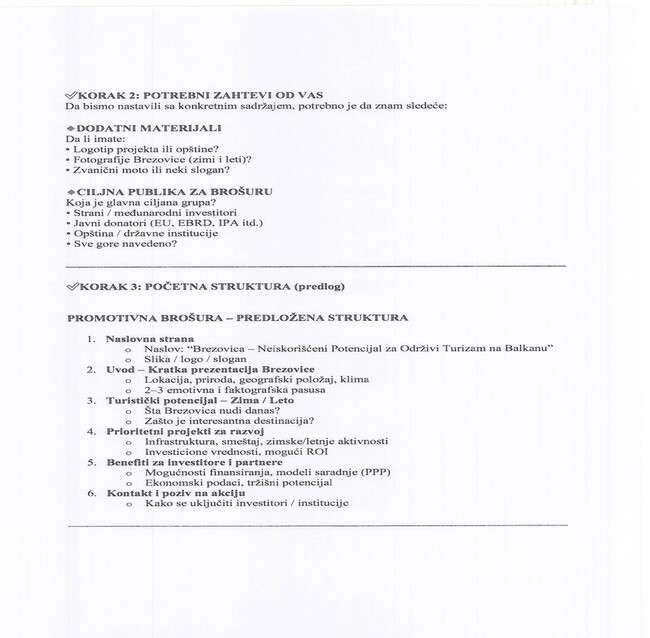 ✓KORAK 2: POTREBNI ZAHTEVI OD VAS
Da bismo nastavili sa konkretnim sadržajem, potrebno je da znam sledeće:
❖DODATNI MATERIJALI
Da li imate:
• Logotip projekta ili opštine?
• Fotografije Brezovice (zimi i leti)?
• Zvanični moto ili neki slogan?
❖CILJNA PUBLIKA ZA BROŠURU
Koja je glavna ciljana grupa?
• Strani / međunarodni investitori
• Javni donatori (EU, EBRD, IPA itd.)
• Opština / državne institucije
• Sve gore navedeno?
✓KORAK 3: POČETNA STRUKTURA (predlog)
PROMOTIVNA BROŠURA – PREDLOŽENA STRUKTURA
1. Naslovna strana
o Naslov: “Brezovica – Neiskorišćeni Potencijal za Održivi Turizam na Balkanu”
o Slika / logo / slogan
2. Uvod – Kratka prezentacija Brezovice
o Lokacija, priroda, geografski položaj, klima
o 2–3 emotivna i faktografska pasusa
3. Turistički potencijal – Zima / Leto
o Šta Brezovica nudi danas?
o Zašto je interesantna destinacija?
4. Prioritetni projekti za razvoj
o Infrastruktura, smeštaj, zimske/letnje aktivnosti
o Investicione vrednosti, mogući ROI
5. Benefiti za investitore i partnere
o Mogućnosti finansiranja, modeli saradnje (PPP)
o Ekonomski podaci, tržišni potencijal
6. Kontakt i poziv na akciju
o Kako se uključiti investitori / institucije